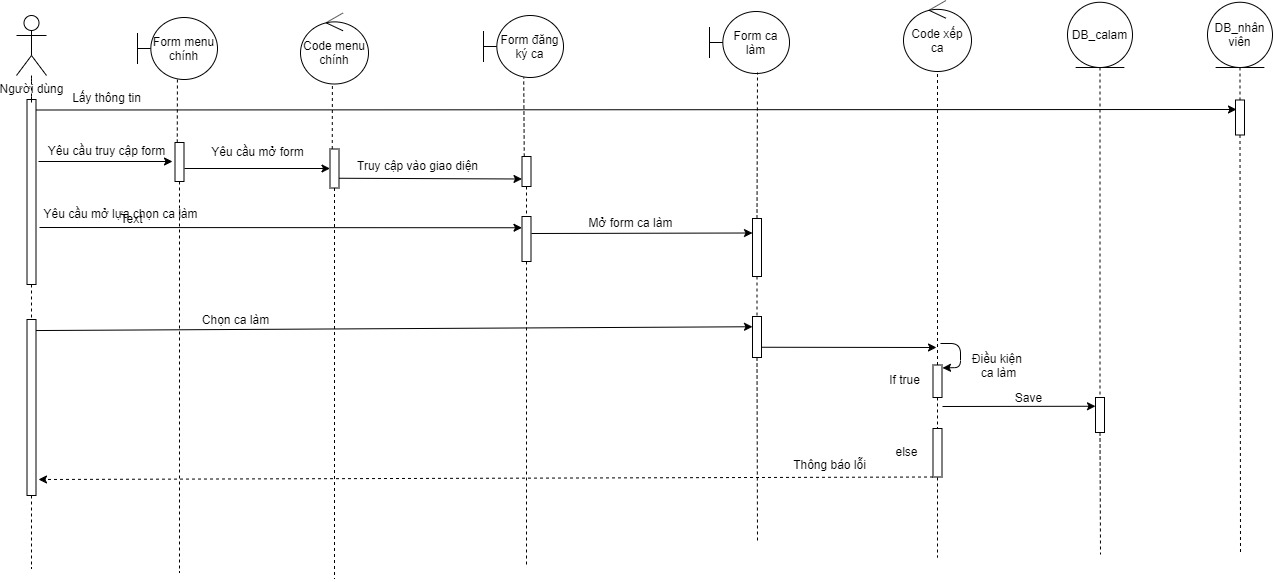 Người dùng
Form menu
chính
Code menu
chính
Form đăng
ký ca
Form ca
làm
Code xếp
ca
DB_calam
DB_nhân
viên
Lấy thông tin
Yêu cầu truy cập form
Yêu cầu mở form
Truy cập vào giao diện
Yêu cầu mở lựa chọn ca làm
Text
Mở form ca làm
Chọn ca làm
Điều kiện
ca làm
If true
Save
else
Thông báo lỗi